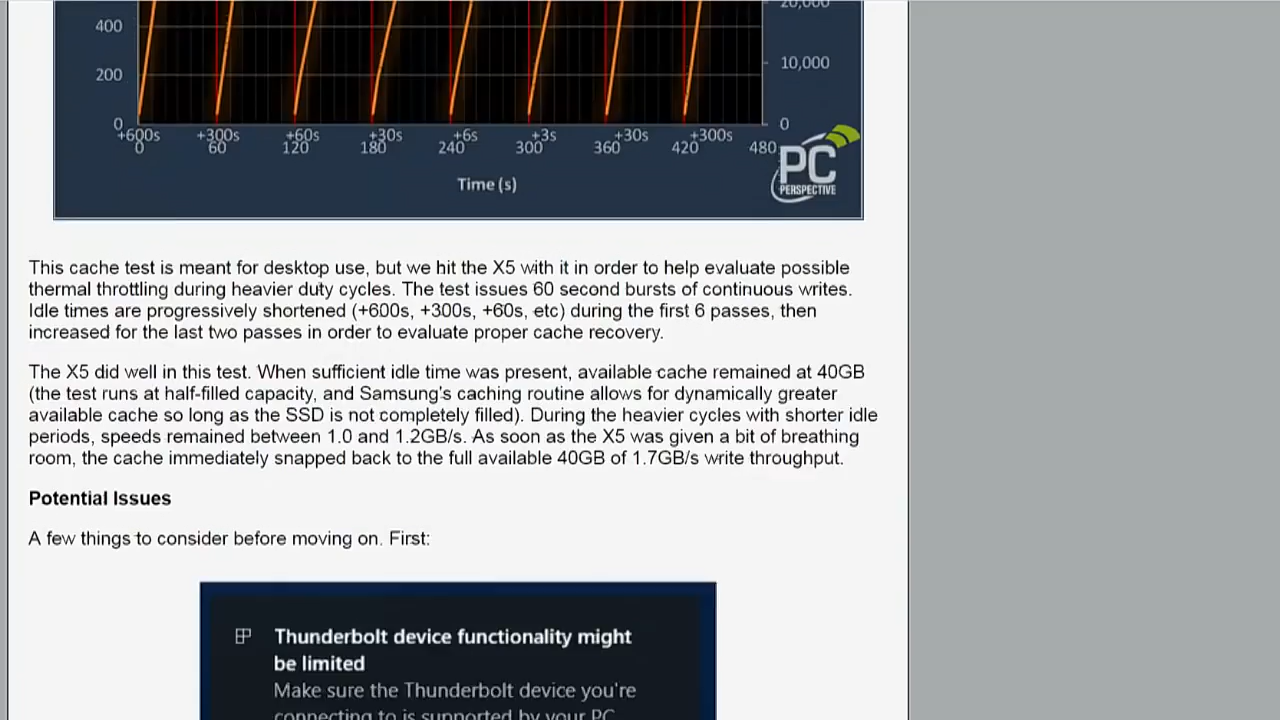 20,000
400
200
10,000
0
0
+600s +300s +60s +30s +6s +3s +30s +300s
0 60 120 180 240 300 360 420 480
Time (s)
PC
PERSPECTIVE
This cache test is meant for desktop use, but we hit the X5 with it in order to help evaluate possible
thermal throttling during heavier duty cycles. The test issues 60 second bursts of continuous writes.
Idle times are progressively shortened (+600s, +300s, +60s, etc) during the first 6 passes, then
increased for the last two passes in order to evaluate proper cache recovery.
The X5 did well in this test. When sufficient idle time was present, available cache remained at 40GB
(the test runs at half-filled capacity, and Samsung's caching routine allows for dynamically greater
available cache so long as the SSD is not completely filled). During the heavier cycles with shorter idle
periods, speeds remained between 1.0 and 1.2GB/s. As soon as the X5 was given a bit of breathing
room, the cache immediately snapped back to the full available 40GB of 1.7GB/s write throughput.
Potential Issues
A few things to consider before moving on. First:
Thunderbolt device functionality might
be limited
Make sure the Thunderbolt device you're
connecting to is supported by your PC